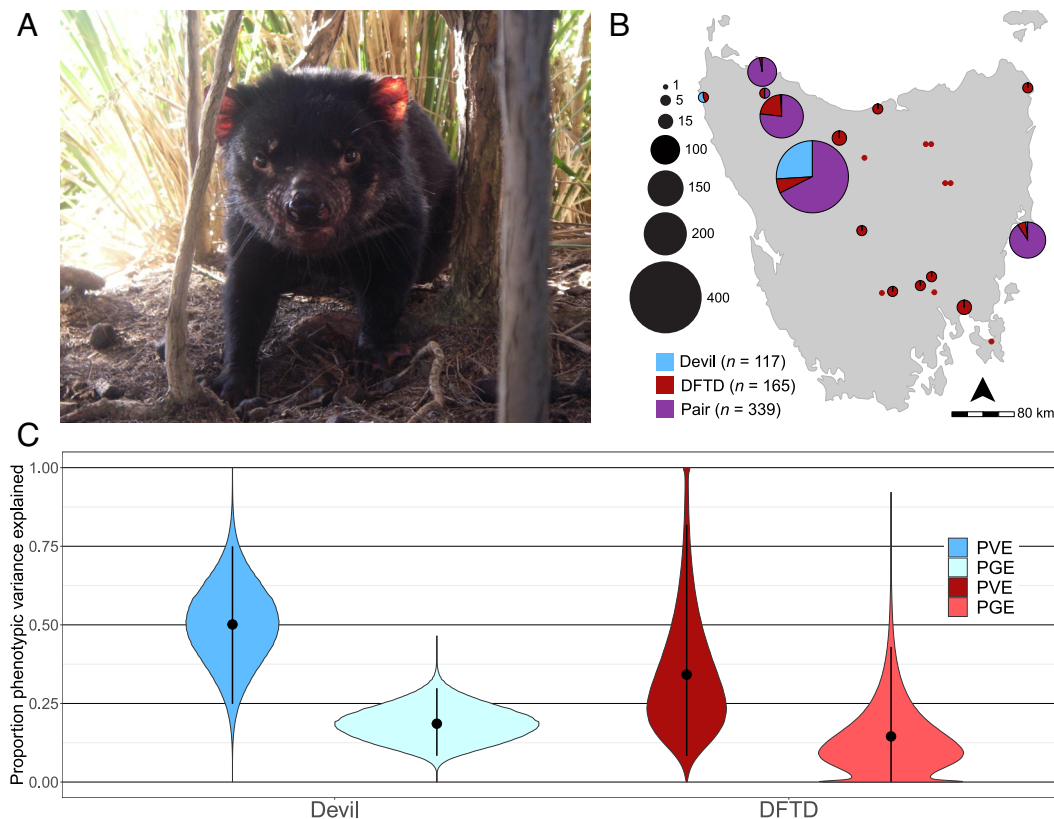 A
B
1
5
15
100
150
200
400
Devil (n = 117)
DFTD (n = 165)
Pair (n = 339)
80 km
C
Proportion phenotypic variance explained
1.00
0.75
0.50
0.25
0.00
PVE
PGE
PVE
PGE
Devil
DFTD